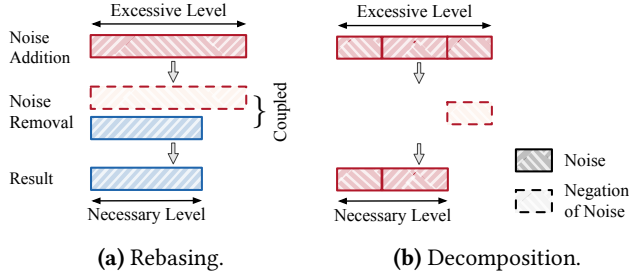 Excessive Level
Excessive Level
Noise
Addition
Noise
Removal
Coupled
Result
Necessary Level
Necessary Level
Noise
Negation
of Noise
(a) Rebasing.
(b) Decomposition.